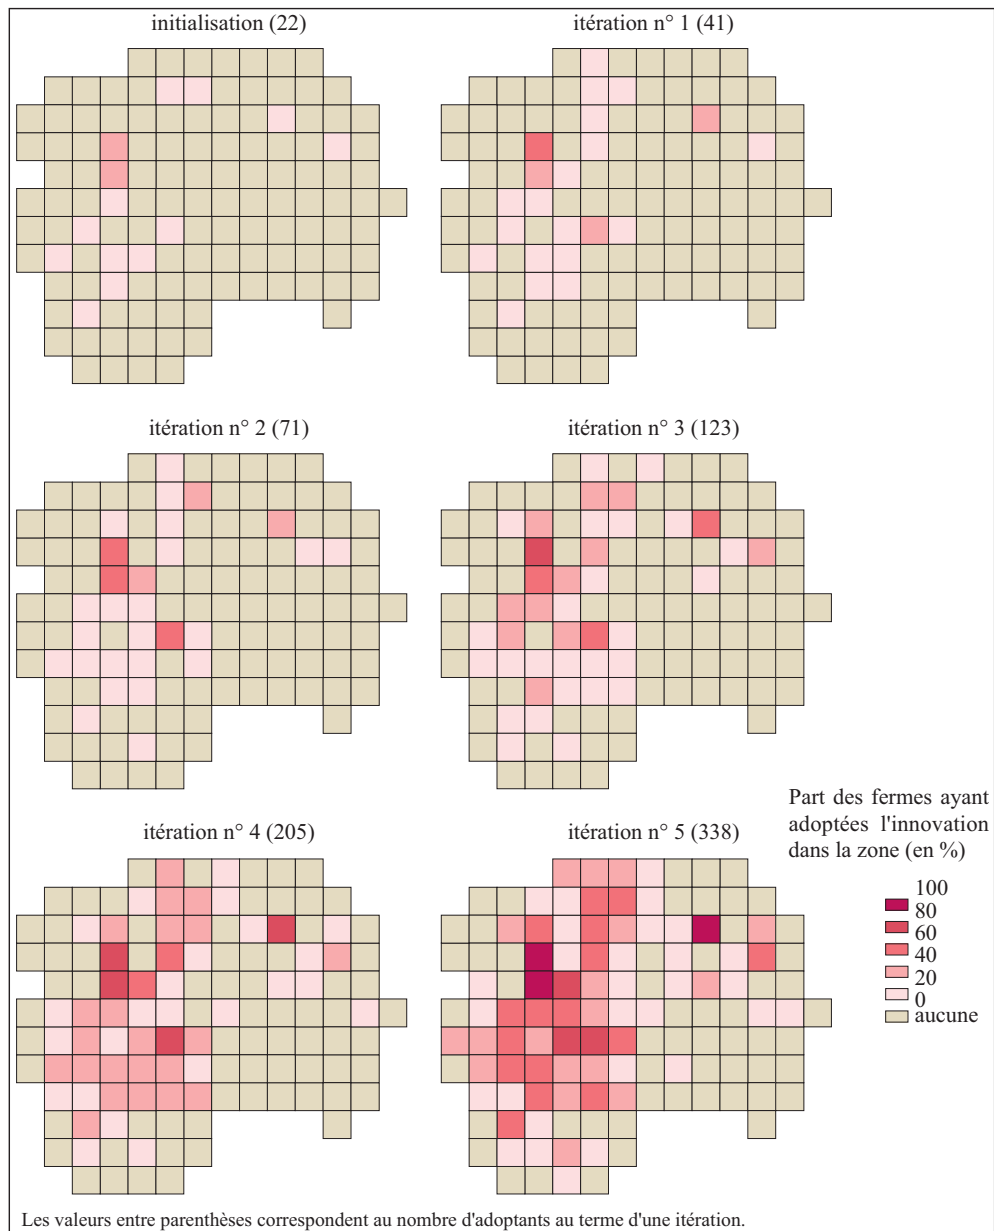 initialisation (22)
itération n° 1 (41)
itération n° 2 (71)
itération n° 3 (123)
itération n° 4 (205)
itération n° 5 (338)
Part des fermes ayant
adoptées l'innovation
dans la zone (en %)
100
80
60
40
20
0
aucune
Les valeurs entre parenthèses correspondent au nombre d'adoptants au terme d'une itération.